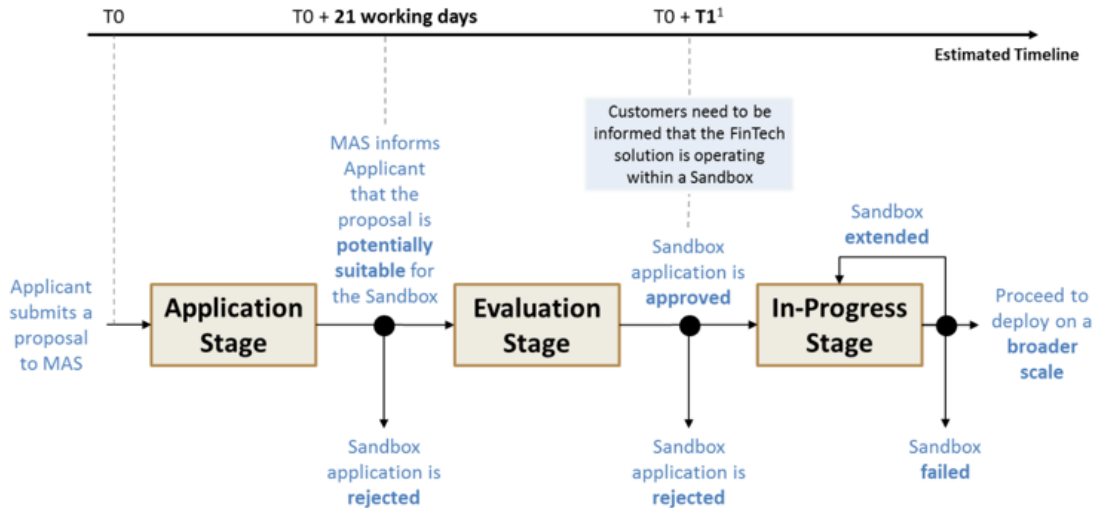 T0
T0 + 21 working days
T0 + T1¹
Estimated Timeline
Customers need to be
informed that the FinTech
solution is operating
within a Sandbox
MAS informs
Applicant
that the
proposal is
potentially
suitable for
the Sandbox
Sandbox
application is
approved
Sandbox
extended
Applicant
submits a
proposal
to MAS
Application
Stage
Evaluation
Stage
In-Progress
Stage
Proceed to
deploy on a
broader
scale
Sandbox
application is
rejected
Sandbox
application is
rejected
Sandbox
failed